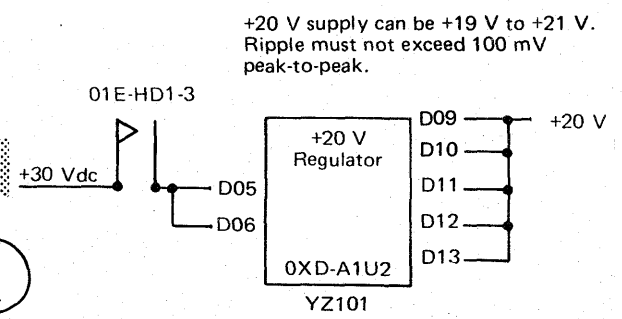 +20 V supply can be +19 V to +21 V.
Ripple must not exceed 100 mV
peak-to-peak.
01E-HD1-3
+30 Vdc
D05
D06
+20 V
Regulator
0XD-A1U2
YZ101
D09
D10
D11
D12
D13
+20 V